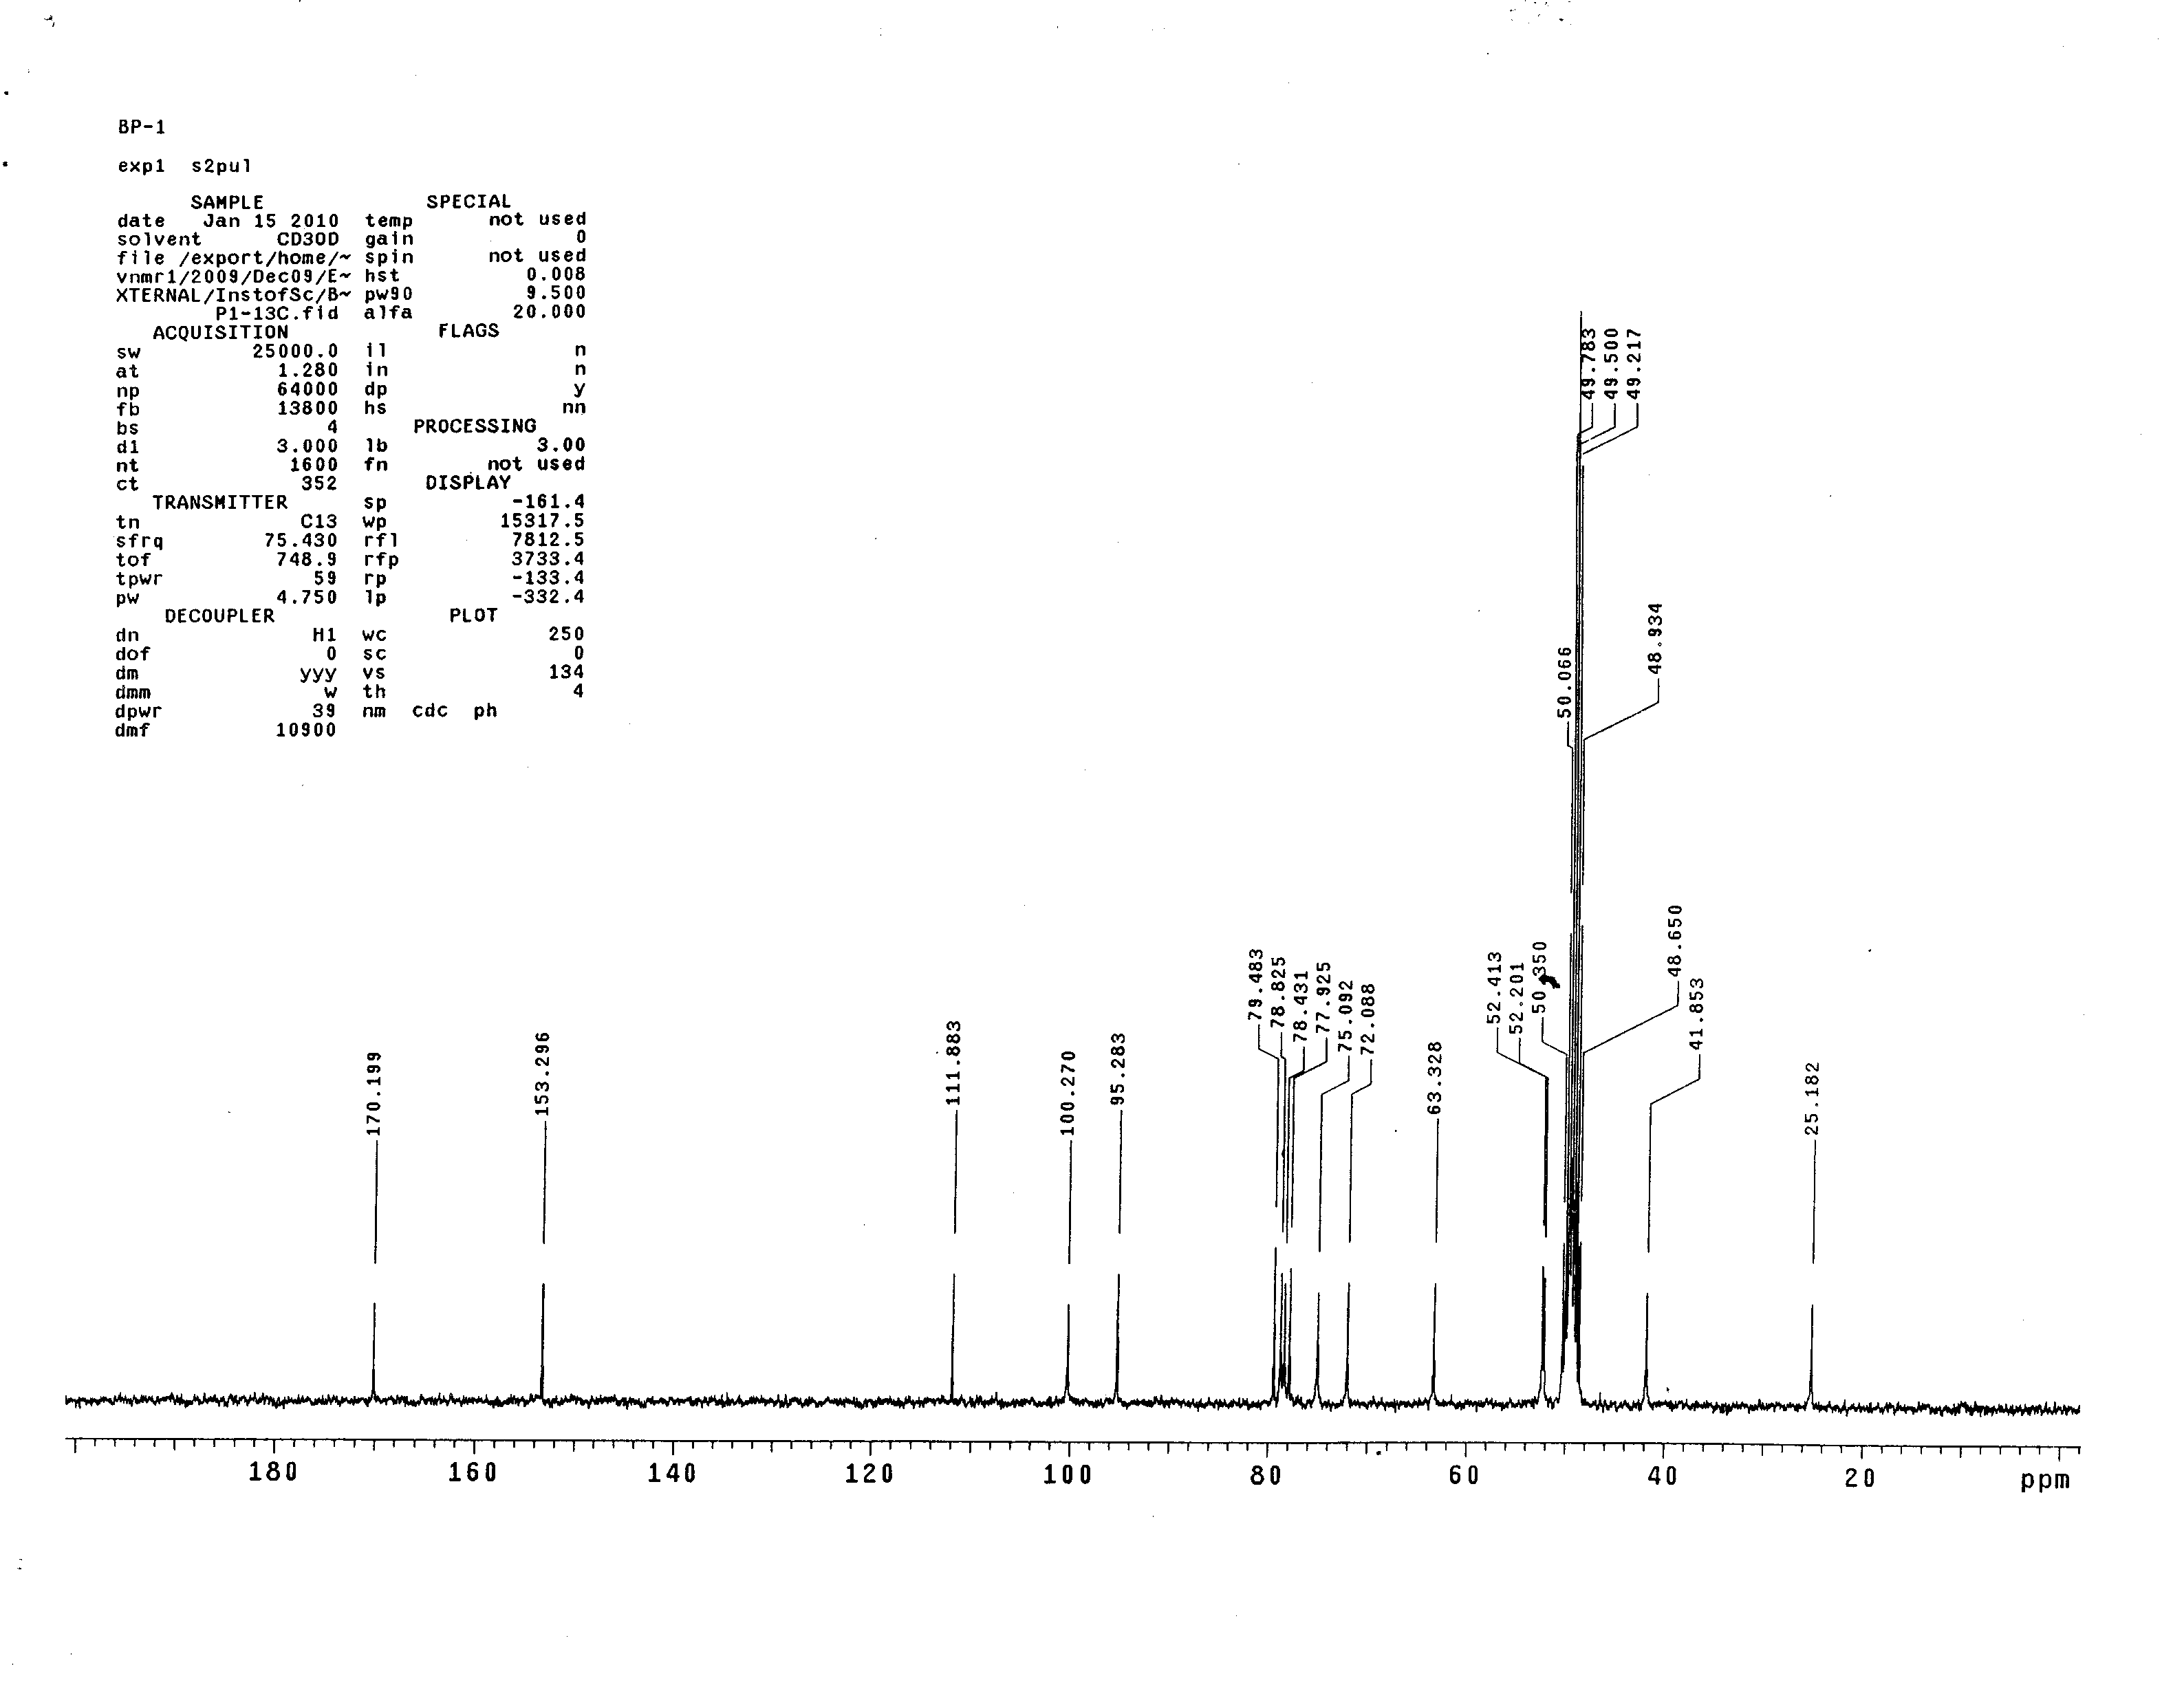 BP-1
exp1 s2pul
SAMPLE SPECIAL
date Jan 15 2010 temp not used
solvent CD3OD gain 0
file /export/home/~ spin not used
vnmr1/2009/Dec09/E~ hst 0.008
XTERNAL/InstofSc/B~ pw90 9.500
P1-13C.fid alfa 20.000
ACQUISITION FLAGS
sw 25000.0 il n
at 1.280 in n
np 64000 dp y
fb 13800 hs nn
bs 4 PROCESSING
d1 3.000 lb 3.00
nt 1600 fn not used
ct 352 DISPLAY
TRANSMITTER sp -161.4
tn C13 wp 15317.5
sfrq 75.430 rfl 7812.5
tof 748.9 rfp 3733.4
tpwr 59 rp -133.4
pw 4.750 lp -332.4
DECOUPLER PLOT
dn H1 wc 250
dof 0 sc 0
dm yyy vs 134
dmm w th 4
dpwr 39 nm cdc ph
dmf 10900
170.199
153.296
111.883
100.270
95.283
79.483
78.825
78.431
77.925
75.092
72.088
63.328
52.413
52.201
50.350
50.066
49.783
49.500
49.217
48.934
48.650
41.853
25.182
180 160 140 120 100 80 60 40 20 ppm